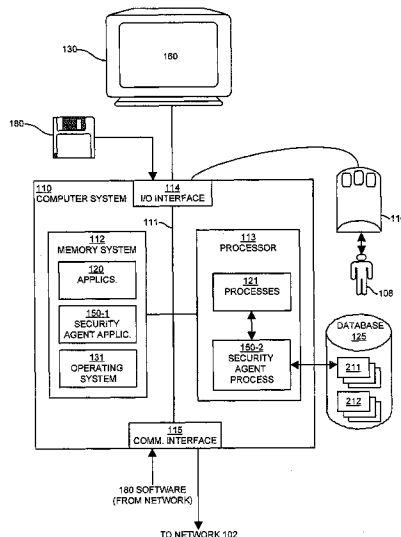 130
160
180
110
COMPUTER SYSTEM
114
I/O INTERFACE
111
112
MEMORY SYSTEM
120
APPLICS.
150-1
SECURITY
AGENT APPLIC.
131
OPERATING
SYSTEM
113
PROCESSOR
121
PROCESSES
150-2
SECURITY
AGENT
PROCESS
108
DATABASE
125
211
212
115
COMM. INTERFACE
180 SOFTWARE
(FROM NETWORK)
TO NETWORK 102